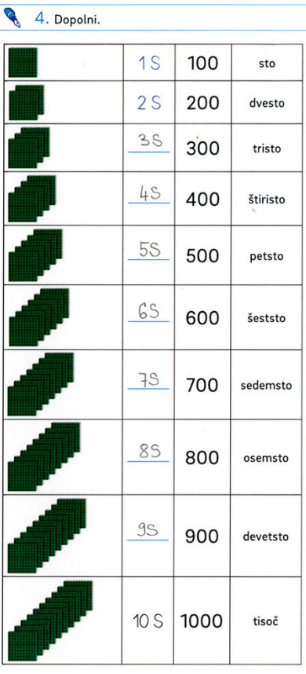 4. Dopolni.
1 S 100 sto
2 S 200 dvesto
3S 300 tristo
4S 400 štiristo
5S 500 petsto
6S 600 šeststo
7S 700 sedemsto
8S 800 osemsto
9S 900 devetsto
10 S 1000 tisoč